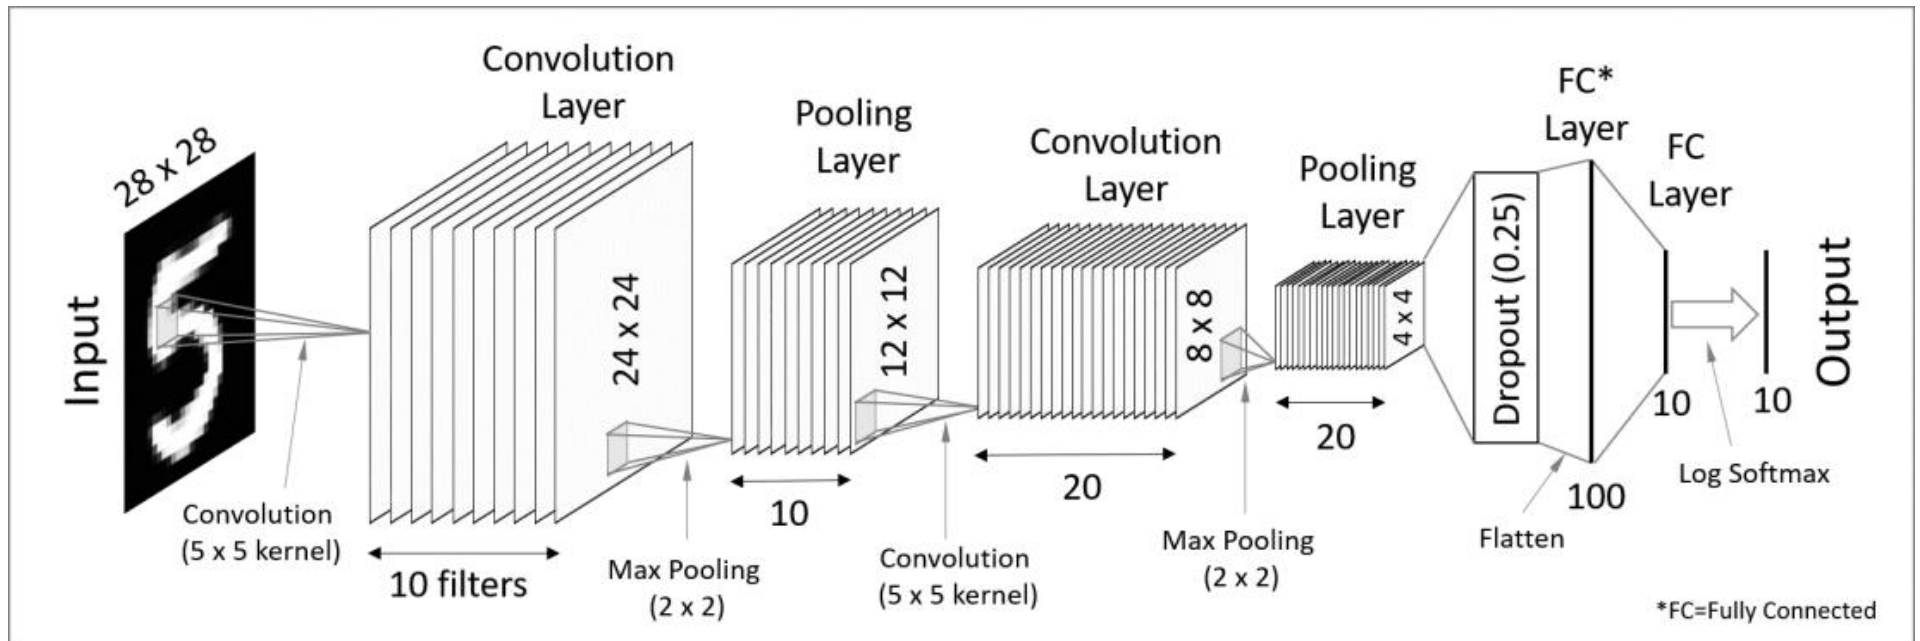 Input
28 x 28
Convolution
(5 x 5 kernel)
Convolution
Layer
24 x 24
10 filters
Max Pooling
(2 x 2)
Pooling
Layer
12 x 12
10
Convolution
(5 x 5 kernel)
Convolution
Layer
8 x 8
20
Max Pooling
(2 x 2)
Pooling
Layer
4 x 4
20
Dropout (0.25)
Flatten
FC*
Layer
100
FC
Layer
10
Log Softmax
10
Output
*FC=Fully Connected